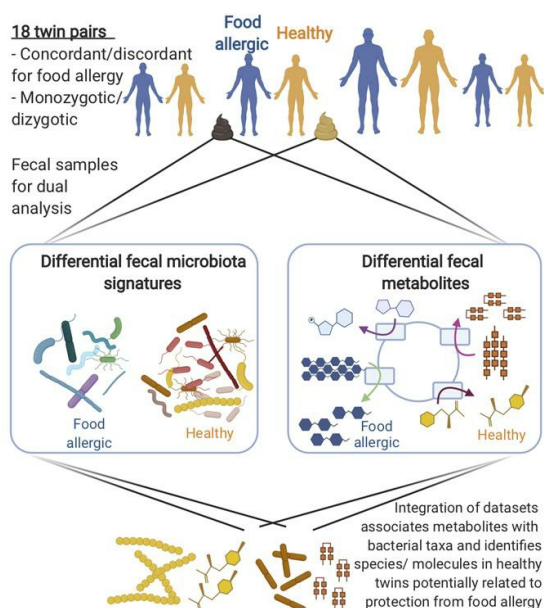 18 twin pairs
- Concordant/discordant
for food allergy
- Monozygotic/
dizygotic
Food
allergic
Healthy
Fecal samples
for dual
analysis
Differential fecal microbiota
signatures
Food
allergic
Healthy
Differential fecal
metabolites
P
Food
allergic
Healthy
Integration of datasets
associates metabolites with
bacterial taxa and identifies
species/ molecules in healthy
twins potentially related to
protection from food allergy